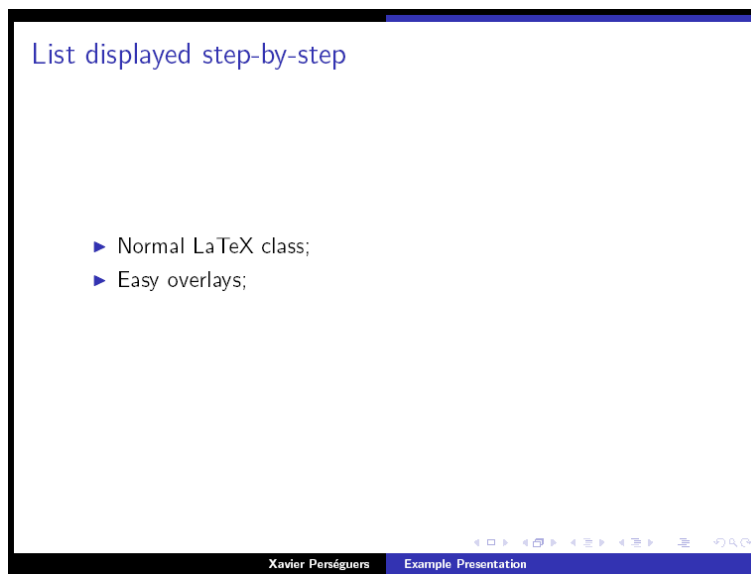 List displayed step-by-step
Normal LaTeX class;
Easy overlays;
Xavier Perséguers Example Presentation